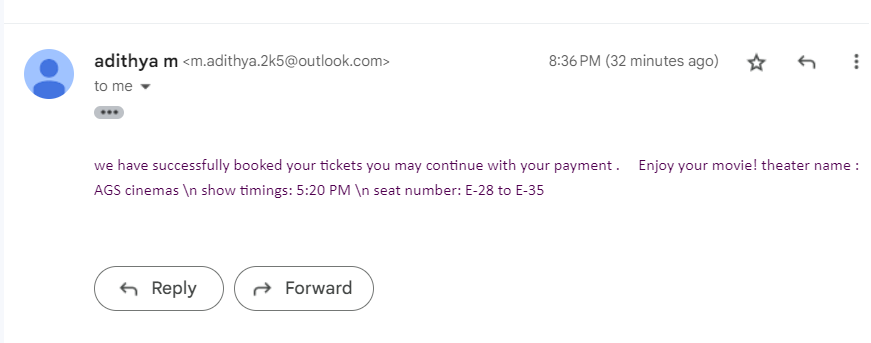 adithya m <m.adithya.2k5@outlook.com> 8:36 PM (32 minutes ago)
to me
we have successfully booked your tickets you may continue with your payment .    Enjoy your movie! theater name :
AGS cinemas \n show timings: 5:20 PM \n seat number: E-28 to E-35
Reply Forward